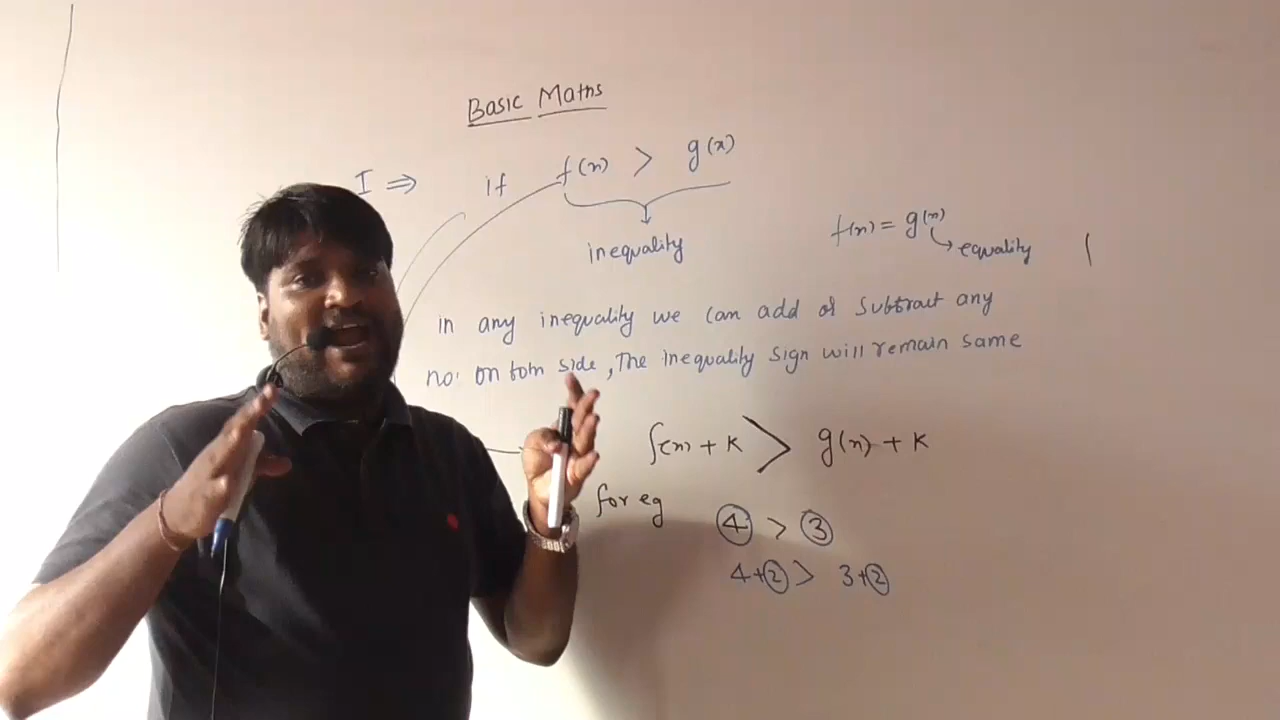 Basic Maths
I ⇒ if f(x) > g(x)
inequality
f(x) = g(x)
equality
in any inequality we can add or subtract any
no. on both side, The inequality sign will remain same
f(x) + K > g(x) + K
for eg
4 > 3
4+2 > 3+2